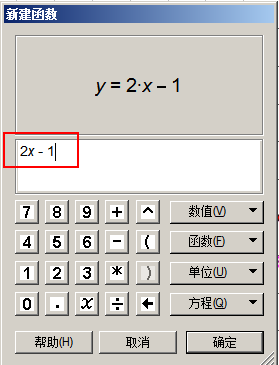 新建函数
y = 2·x – 1
2x - 1
7 8 9 + ^ 数值(V)
4 5 6 – ( 函数(F)
1 2 3 * ) 单位(U)
0 . x ÷ 方程(Q)
帮助(H) 取消 确定